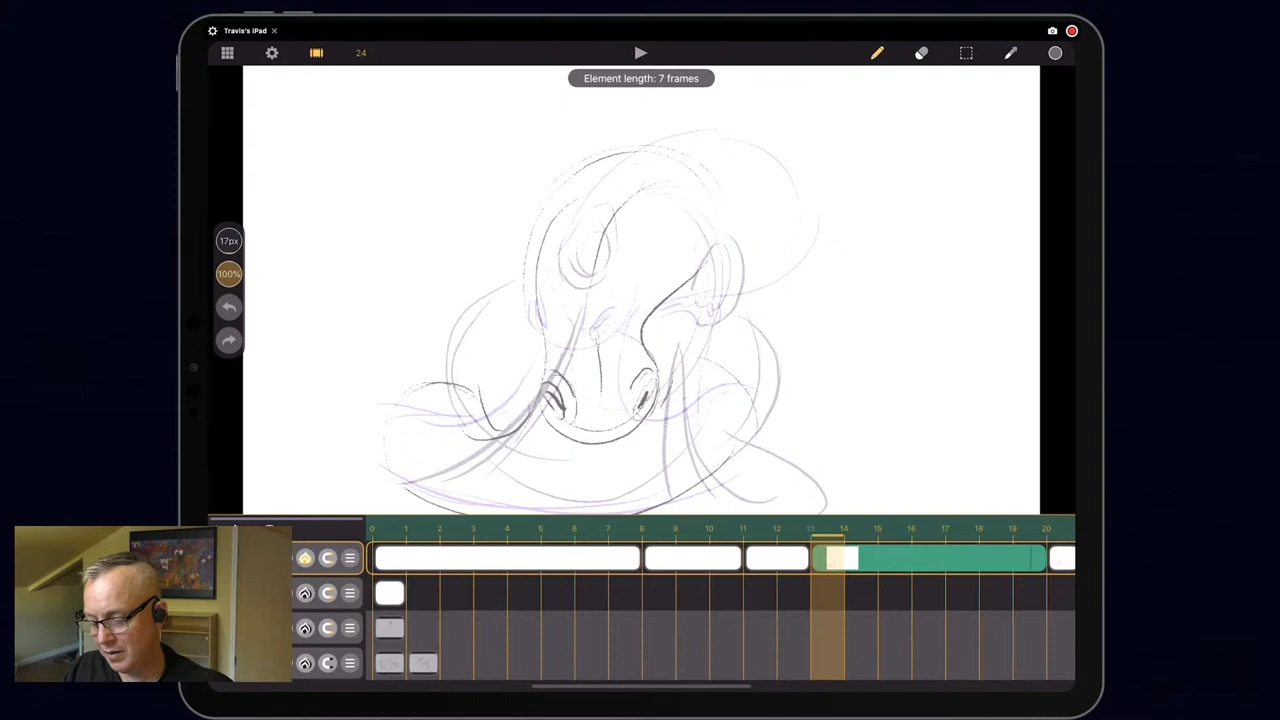 Travis's iPad
24
Element length: 7 frames
17px
100%
0 1 2 3 4 5 6 7 8 9 10 11 12 13 14 15 16 17 18 19 20